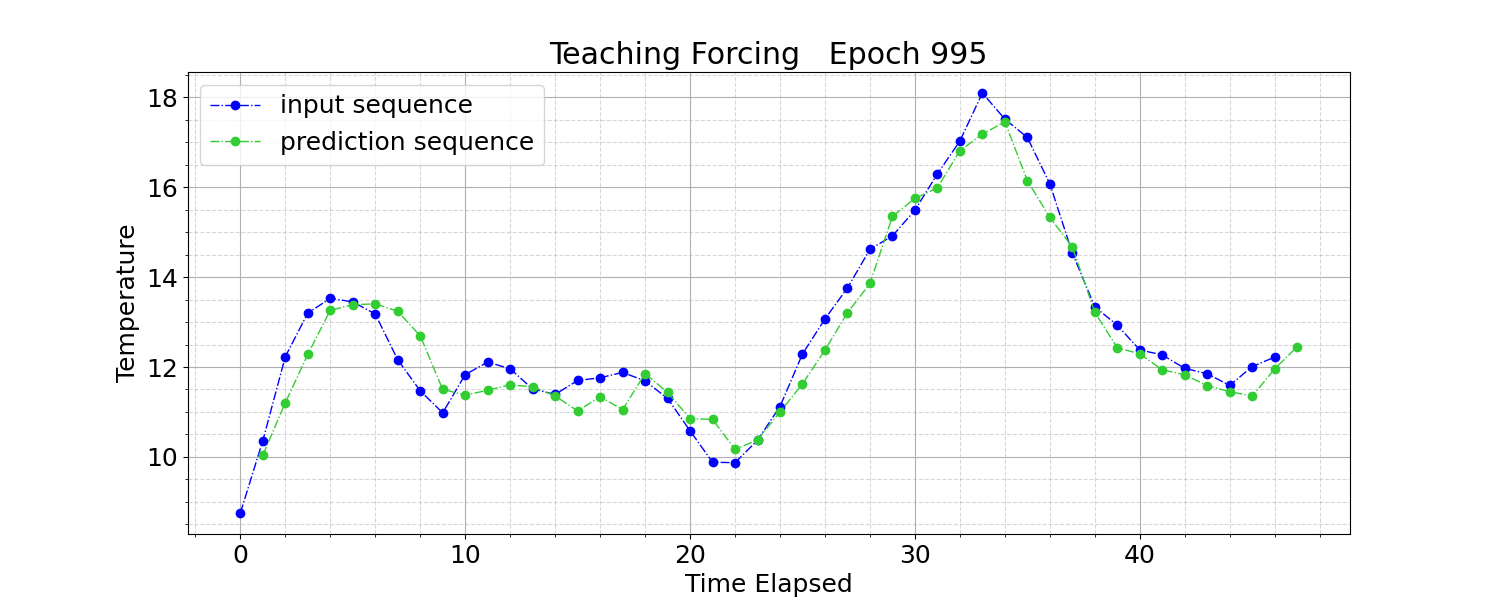 Teaching Forcing   Epoch 995
input sequence
prediction sequence
Temperature
18
16
14
12
10
0 10 20 30 40
Time Elapsed